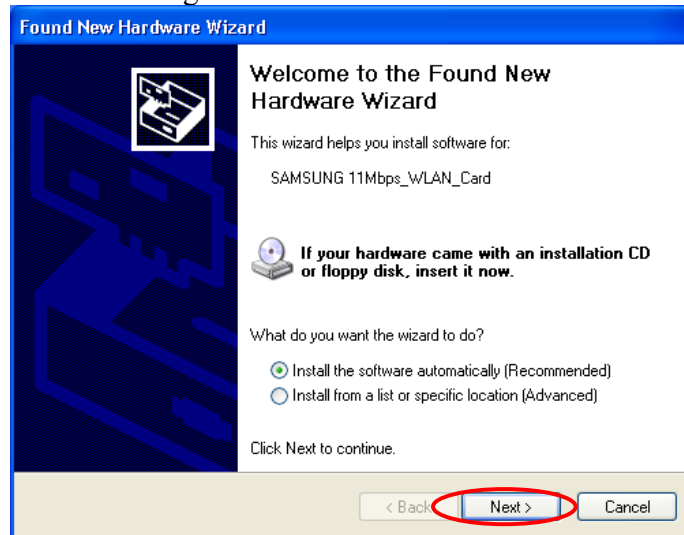 Found New Hardware Wizard
Welcome to the Found New
Hardware Wizard
This wizard helps you install software for:
SAMSUNG 11Mbps_WLAN_Card
If your hardware came with an installation CD
or floppy disk, insert it now.
What do you want the wizard to do?
Install the software automatically (Recommended)
Install from a list or specific location (Advanced)
Click Next to continue.
< Back Next > Cancel